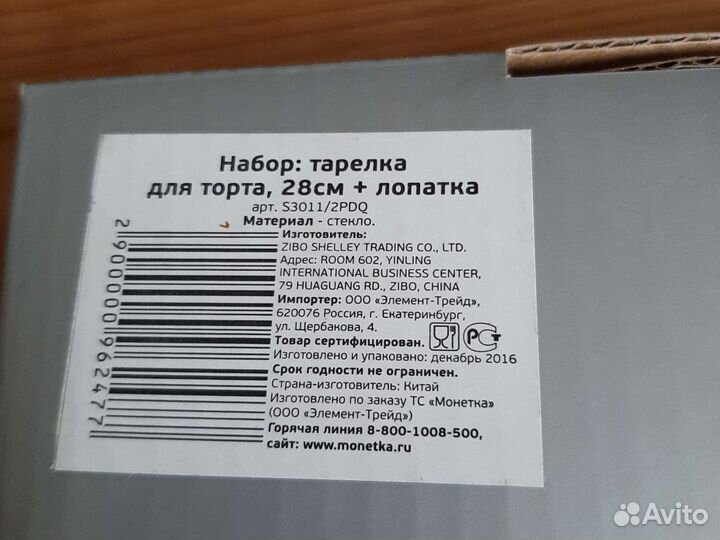 Набор: тарелка
для торта, 28см + лопатка
арт. S3011/2PDQ
Материал - стекло.
Изготовитель:
ZIBO SHELLEY TRADING CO., LTD.
Адрес: ROOM 602, YINLING
INTERNATIONAL BUSINESS CENTER,
79 HUAGUANG RD., ZIBO, CHINA
Импортер: ООО «Элемент-Трейд»,
620076 Россия, г. Екатеринбург,
ул. Щербакова, 4.
Товар сертифицирован.
РСТ
Изготовлено и упаковано: декабрь 2016
Срок годности не ограничен.
Страна-изготовитель: Китай
Изготовлено по заказу ТС «Монетка»
(ООО «Элемент-Трейд»)
Горячая линия 8-800-1008-500,
сайт: www.monetka.ru
2900000962477
Avito